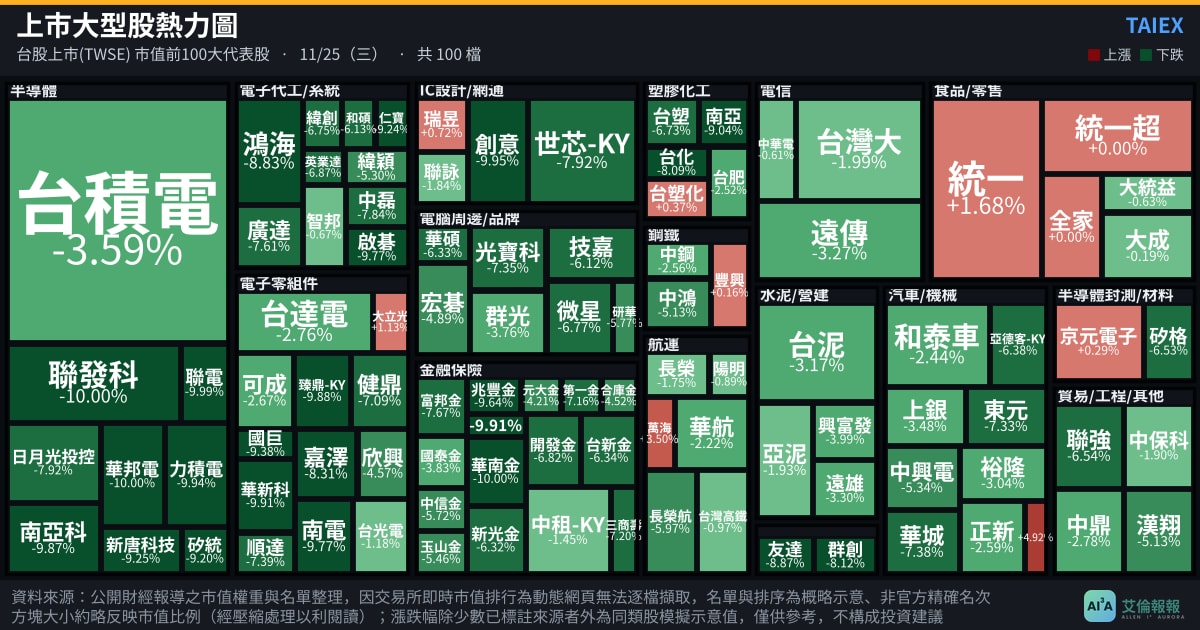 上市大型股熱力圖
TAIEX
台股上市(TWSE) 市值前100大代表股 · 11/25（三） · 共 100 檔
上漲 下跌
半導體
台積電
-3.59%
聯發科
-10.00%
聯電
-9.99%
日月光投控
-7.92%
華邦電
-10.00%
力積電
-9.94%
南亞科
-9.87%
新唐科技
-9.25%
矽統
-9.20%
電子代工/系統
鴻海
-8.83%
緯創
-6.75%
和碩
-6.13%
仁寶
-9.24%
英業達
-6.87%
緯穎
-5.30%
廣達
-7.61%
智邦
-0.67%
中磊
-7.84%
啟碁
-9.77%
電子零組件
台達電
-2.76%
大立光
+1.13%
可成
-2.67%
臻鼎-KY
-9.88%
健鼎
-7.09%
國巨
-9.38%
嘉澤
-8.31%
欣興
-4.57%
華新科
-9.91%
南電
-9.77%
台光電
-1.18%
順達
-7.39%
IC設計/網通
瑞昱
+0.72%
創意
-9.95%
世芯-KY
-7.92%
聯詠
-1.84%
電腦周邊/品牌
華碩
-6.33%
光寶科
-7.35%
技嘉
-6.12%
宏碁
-4.89%
群光
-3.76%
微星
-6.77%
研華
-5.77%
金融保險
富邦金
-7.67%
兆豐金
-9.64%
元大金
-4.21%
第一金
-7.16%
合庫金
-4.52%
-9.91%
國泰金
-3.83%
華南金
-10.00%
開發金
-6.82%
台新金
-6.34%
中信金
-5.72%
新光金
-6.32%
中租-KY
-1.45%
三商壽
-7.20%
玉山金
-5.46%
塑膠化工
台塑
-6.73%
南亞
-9.04%
台化
-8.09%
台肥
-2.52%
台塑化
+0.37%
鋼鐵
中鋼
-2.56%
豐興
+0.16%
中鴻
-5.13%
航運
長榮
-1.75%
陽明
-0.89%
萬海
+3.50%
華航
-2.22%
長榮航
-5.97%
台灣高鐵
-0.97%
電信
中華電
-0.61%
台灣大
-1.99%
遠傳
-3.27%
水泥/營建
台泥
-3.17%
亞泥
-1.93%
興富發
-3.99%
遠雄
-3.30%
友達
-8.87%
群創
-8.12%
食品/零售
統一
+1.68%
統一超
+0.00%
全家
+0.00%
大統益
-0.63%
大成
-0.19%
汽車/機械
和泰車
-2.44%
亞德客-KY
-6.38%
上銀
-3.48%
東元
-7.33%
中興電
-5.34%
裕隆
-3.04%
華城
-7.38%
正新
-2.59%
+4.92%
半導體封測/材料
京元電子
+0.29%
矽格
-6.53%
貿易/工程/其他
聯強
-6.54%
中保科
-1.90%
中鼎
-2.78%
漢翔
-5.13%
資料來源：公開財經報導之市值權重與名單整理，因交易所即時市值排行為動態網頁無法逐檔擷取，名單與排序為概略示意、非官方精確名次
方塊大小約略反映市值比例（經壓縮處理以利閱讀）；漲跌幅除少數已標註來源者外為同類股模擬示意值，僅供參考，不構成投資建議
AI³A
艾倫報報
ALLEN I* AURORA